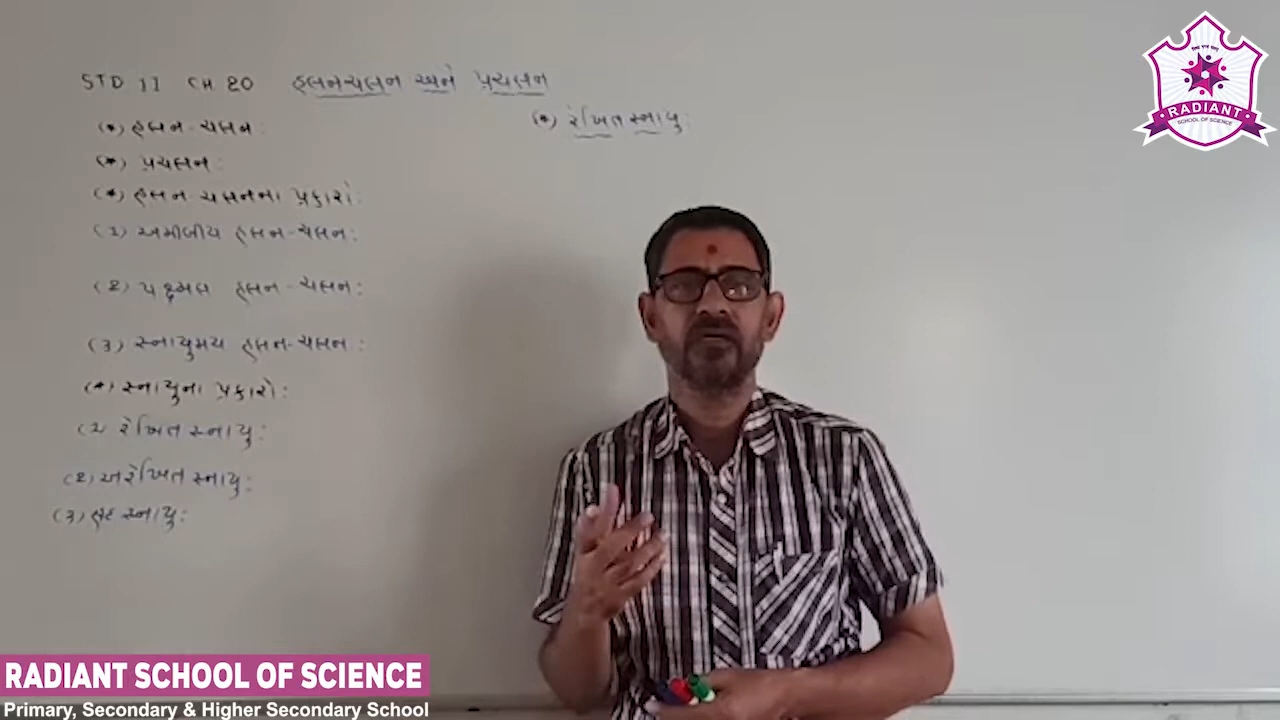 STD 11 CH 20 હલનચલન અને પ્રચલન
(*) હલન-ચલન:
(*) પ્રચલન:
(*) હલન-ચલનના પ્રકારો:
(1) અમીબીય હલન-ચલન:
(2) પક્ષ્મલ હલન-ચલન:
(3) સ્નાયુમય હલન-ચલન:
(*) સ્નાયુના પ્રકારો:
(1) રેખિત સ્નાયુ:
(2) અરેખિત સ્નાયુ:
(3) હૃદ સ્નાયુ:
(*) રેખિત સ્નાયુ:
RADIANT
SCHOOL OF SCIENCE
RADIANT SCHOOL OF SCIENCE
Primary, Secondary & Higher Secondary School